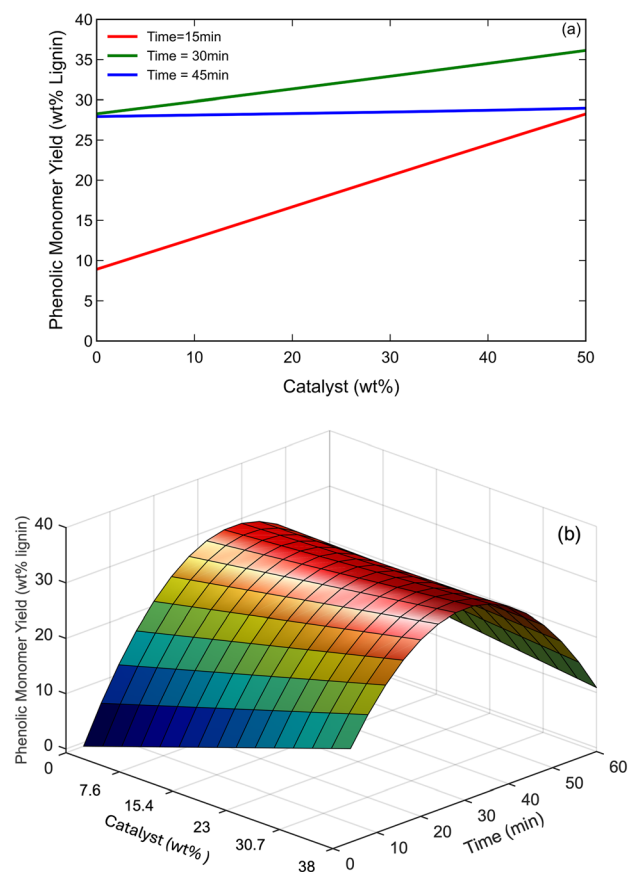 40
35
30
25
20
15
10
5
0
Phenolic Monomer Yield (wt% Lignin)
Time=15min
Time = 30min
Time = 45min
(a)
0 10 20 30 40 50
Catalyst (wt%)
(b)
40
30
20
10
0
Phenolic Monomer Yield (wt% lignin)
0
7.6
15.4
23
30.7
38
Catalyst (wt%)
0
10
20
30
40
50
60
Time (min)